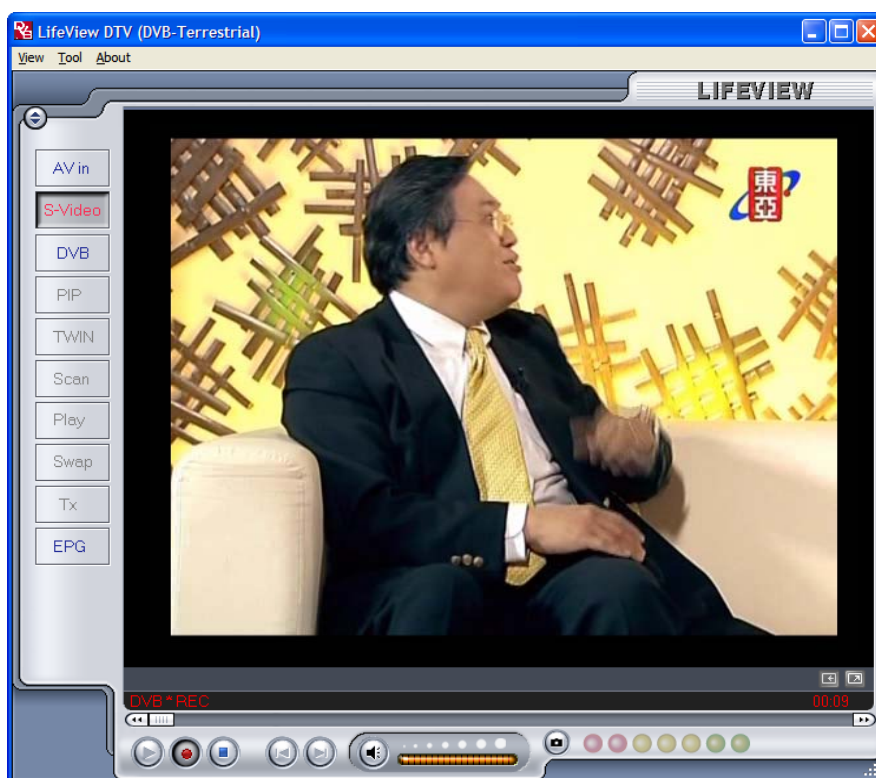 LifeView DTV (DVB-Terrestrial)
View Tool About
LIFEVIEW
AV in
S-Video
DVB
PIP
TWIN
Scan
Play
Swap
Tx
EPG
東亞
DVB * REC 00:09